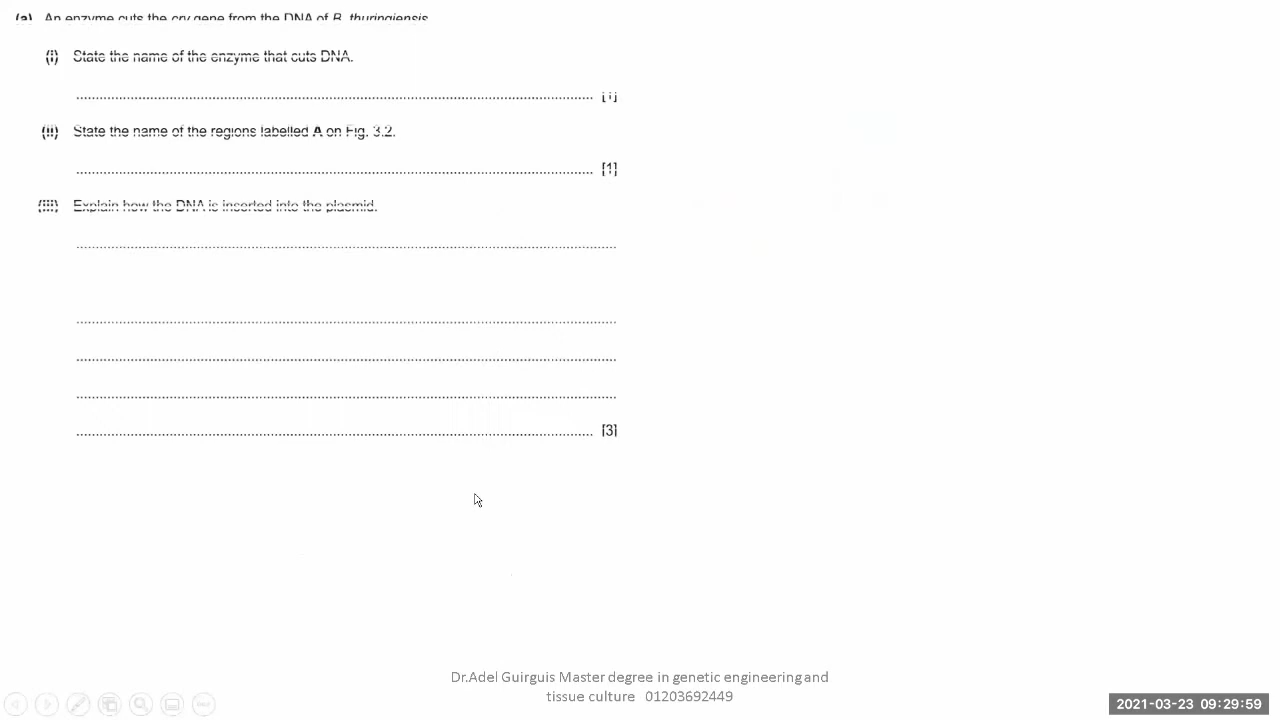 (a) An enzyme cuts the cry gene from the DNA of B. thuringiensis
(i) State the name of the enzyme that cuts DNA.
[1]
(ii) State the name of the regions labelled A on Fig. 3.2.
[1]
(iii) Explain how the DNA is inserted into the plasmid.
[3]
Dr.Adel Guirguis Master degree in genetic engineering and
tissue culture 01203692449
2021-03-23 09:29:59